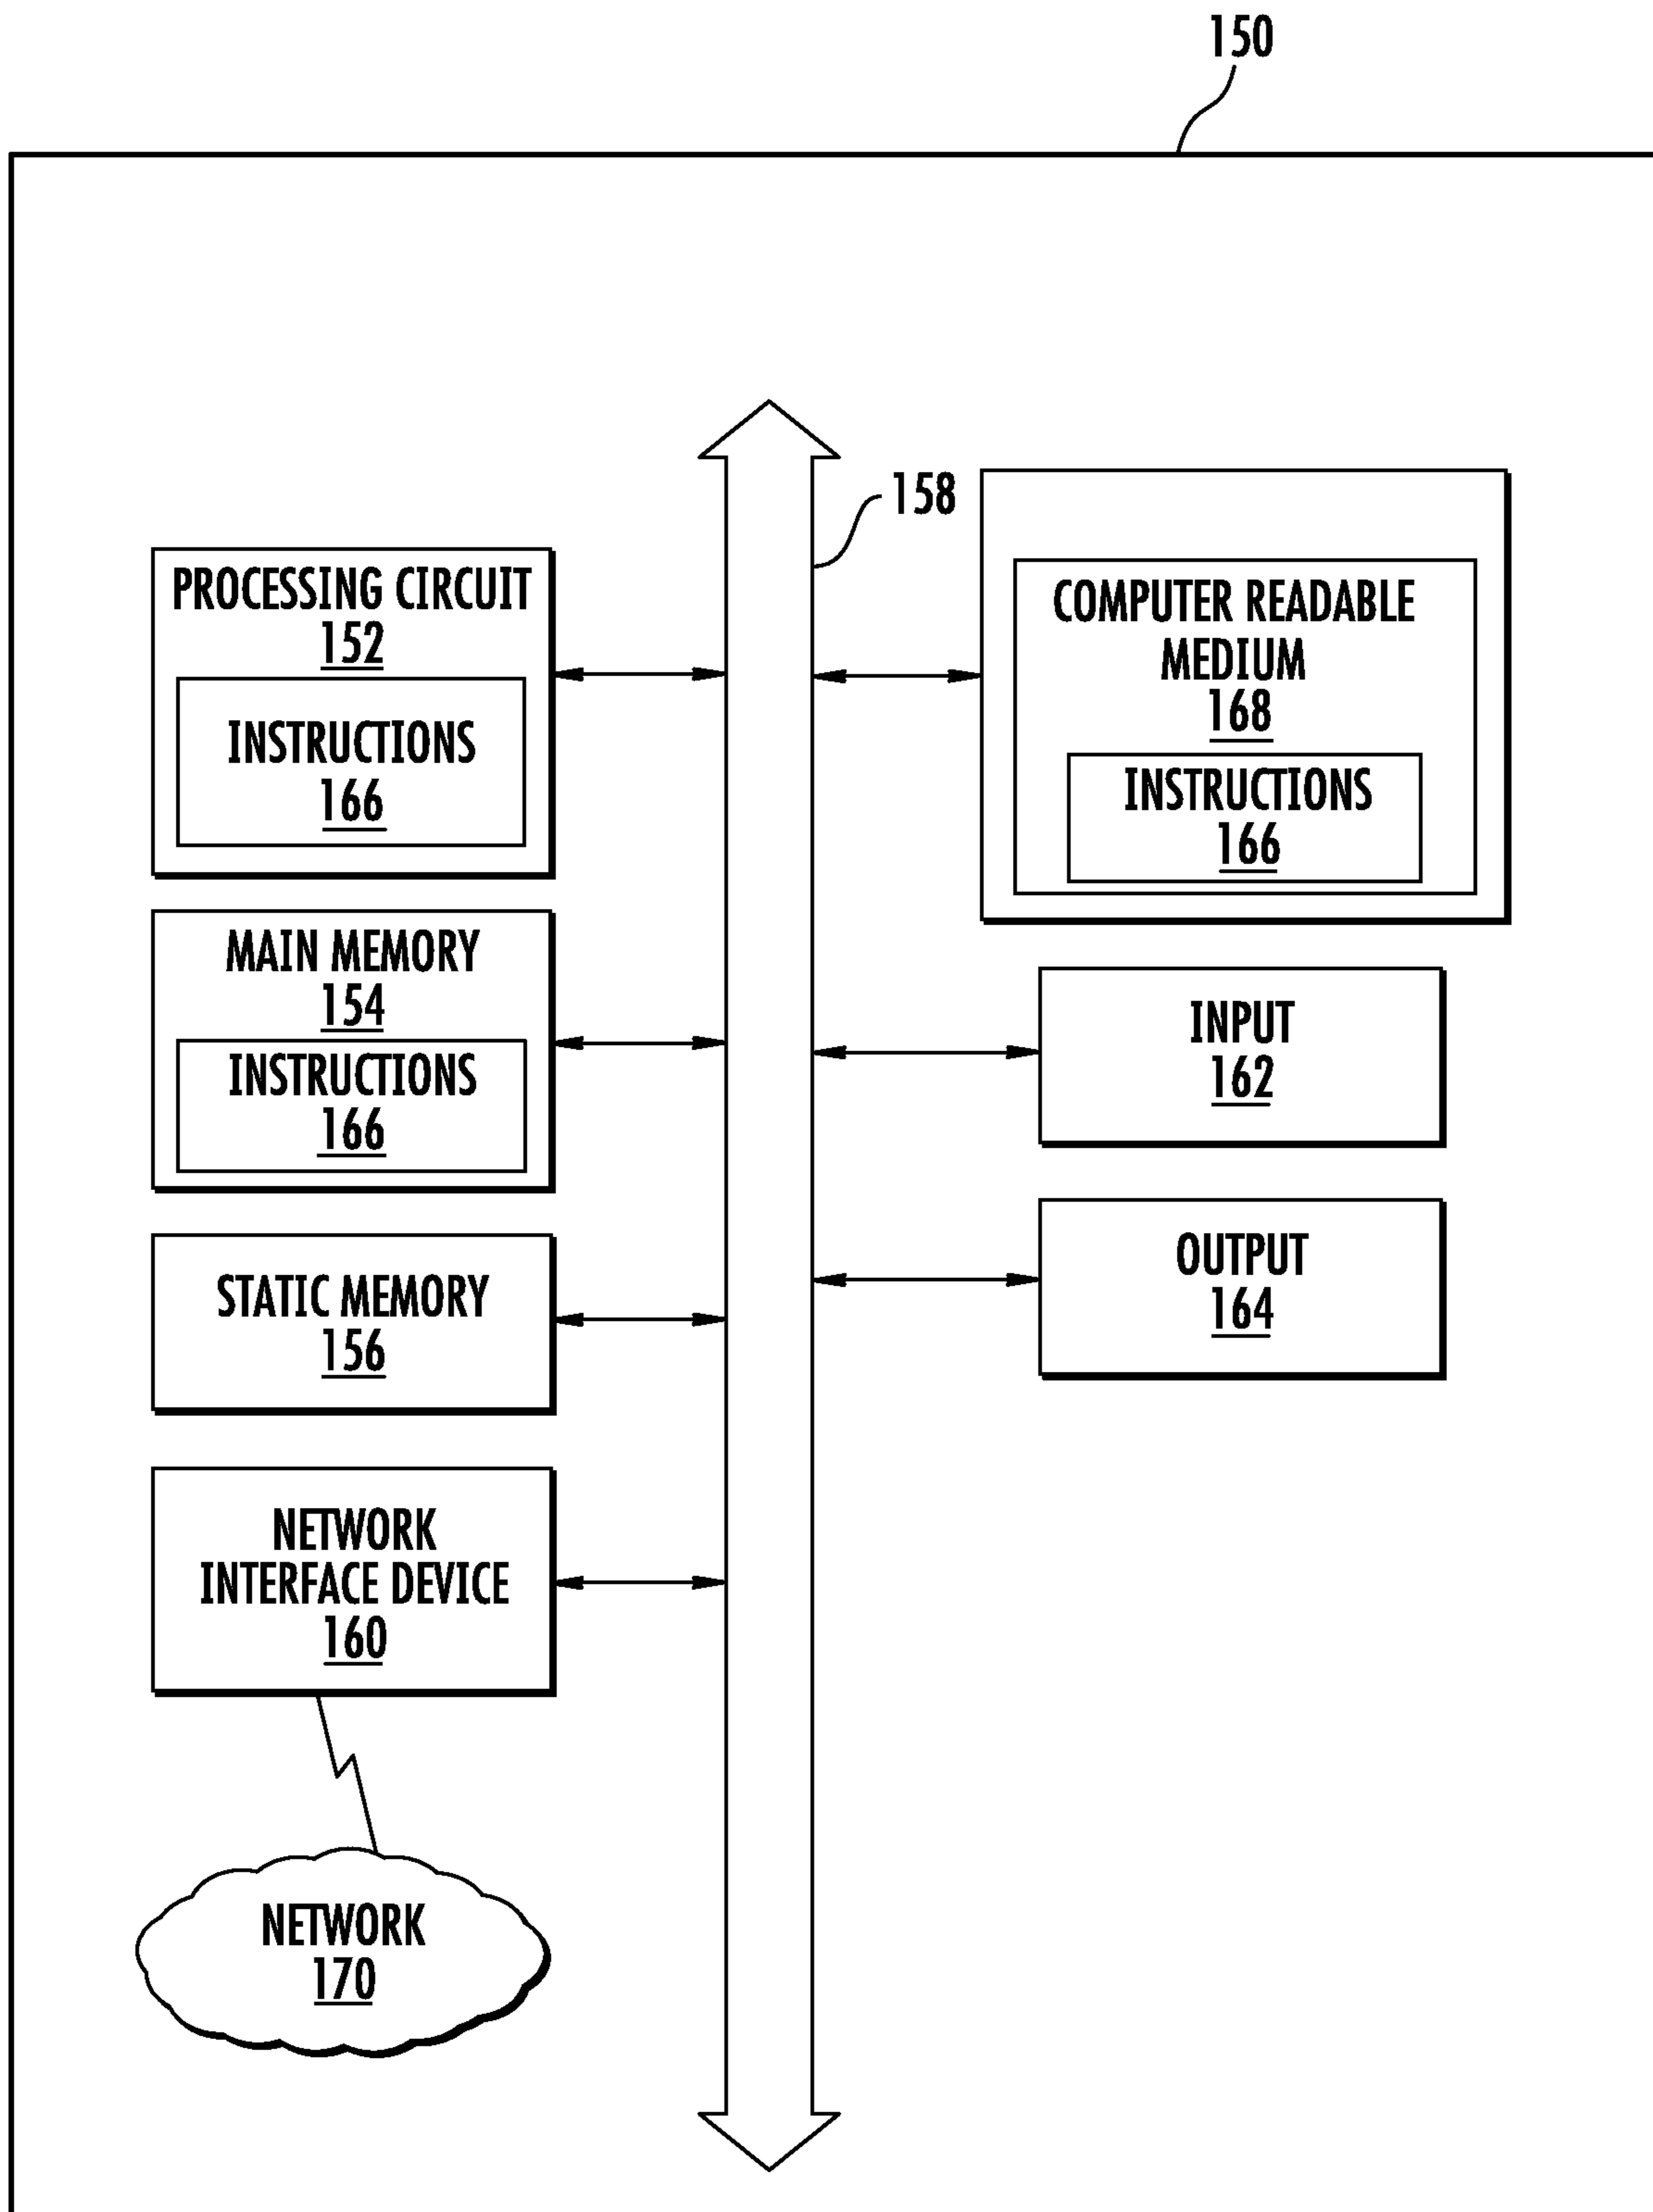 150
158
PROCESSING CIRCUIT
152
INSTRUCTIONS
166
MAIN MEMORY
154
INSTRUCTIONS
166
STATIC MEMORY
156
NETWORK
INTERFACE DEVICE
160
NETWORK
170
COMPUTER READABLE
MEDIUM
168
INSTRUCTIONS
166
INPUT
162
OUTPUT
164